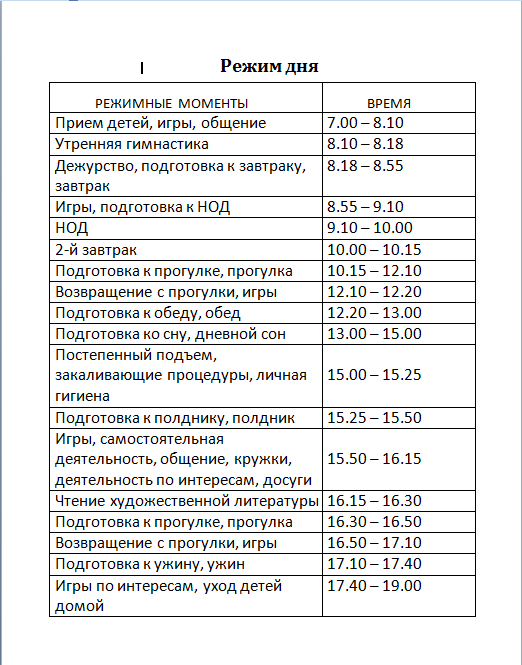 Режим дня
РЕЖИМНЫЕ МОМЕНТЫ ВРЕМЯ
Прием детей, игры, общение 7.00 – 8.10
Утренняя гимнастика 8.10 – 8.18
Дежурство, подготовка к завтраку, 8.18 – 8.55
завтрак
Игры, подготовка к НОД 8.55 – 9.10
НОД 9.10 – 10.00
2-й завтрак 10.00 – 10.15
Подготовка к прогулке, прогулка 10.15 – 12.10
Возвращение с прогулки, игры 12.10 – 12.20
Подготовка к обеду, обед 12.20 – 13.00
Подготовка ко сну, дневной сон 13.00 – 15.00
Постепенный подъем,
закаливающие процедуры, личная 15.00 – 15.25
гигиена
Подготовка к полднику, полдник 15.25 – 15.50
Игры, самостоятельная
деятельность, общение, кружки, 15.50 – 16.15
деятельность по интересам, досуги
Чтение художественной литературы 16.15 – 16.30
Подготовка к прогулке, прогулка 16.30 – 16.50
Возвращение с прогулки, игры 16.50 – 17.10
Подготовка к ужину, ужин 17.10 – 17.40
Игры по интересам, уход детей 17.40 – 19.00
домой